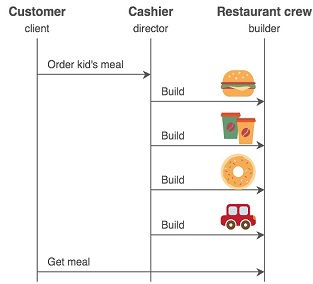 Customer
client
Cashier
director
Restaurant crew
builder
Order kid's meal
Build
Build
Build
Build
Get meal